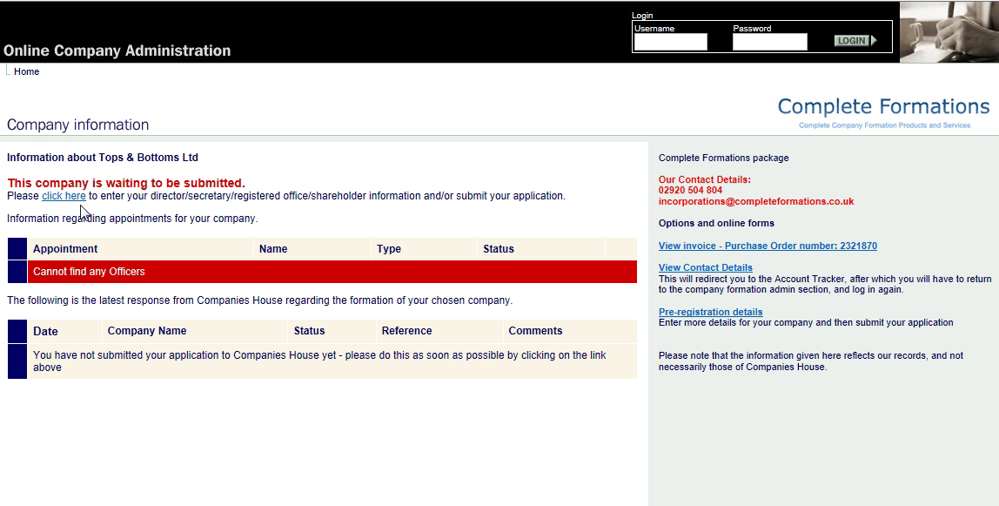 Login
Username Password
LOGIN
Online Company Administration
Home
Complete Formations
Complete Company Formation Products and Services
Company information
Information about Tops & Bottoms Ltd
This company is waiting to be submitted.
Please click here to enter your director/secretary/registered office/shareholder information and/or submit your application.
Information regarding appointments for your company.
Appointment Name Type Status
Cannot find any Officers
The following is the latest response from Companies House regarding the formation of your chosen company.
Date Company Name Status Reference Comments
You have not submitted your application to Companies House yet - please do this as soon as possible by clicking on the link
above
Complete Formations package
Our Contact Details:
02920 504 804
incorporations@completeformations.co.uk
Options and online forms
View invoice - Purchase Order number: 2321870
View Contact Details
This will redirect you to the Account Tracker, after which you will have to return
to the company formation admin section, and log in again.
Pre-registration details
Enter more details for your company and then submit your application
Please note that the information given here reflects our records, and not
necessarily those of Companies House.